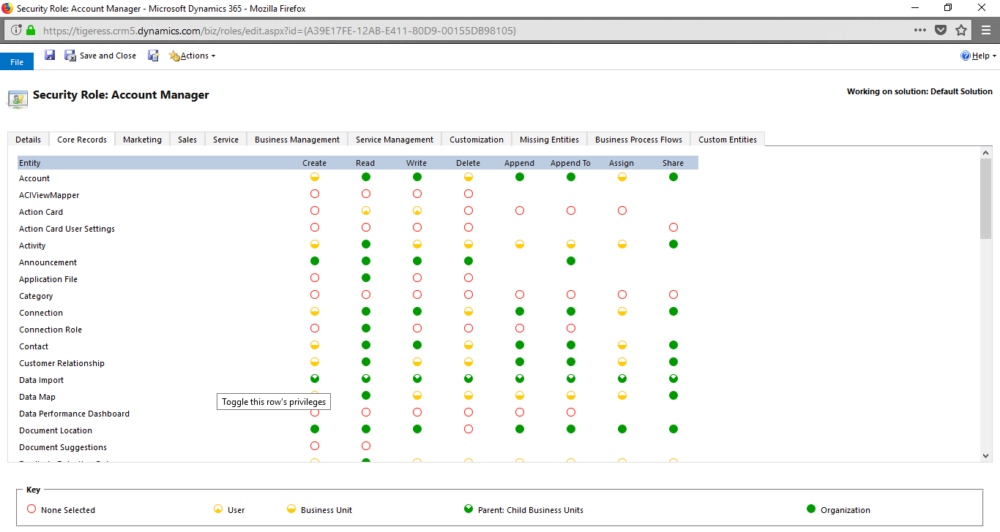 Security Role: Account Manager - Microsoft Dynamics 365 - Mozilla Firefox
https://tigeress.crm5.dynamics.com/biz/roles/edit.aspx?id={A39E17FE-12AB-E411-80D9-00155DB98105}
File Save and Close Actions Help
Security Role: Account Manager
Working on solution: Default Solution
Details Core Records Marketing Sales Service Business Management Service Management Customization Missing Entities Business Process Flows Custom Entities
Entity Create Read Write Delete Append Append To Assign Share
Account
ACIViewMapper
Action Card
Action Card User Settings
Activity
Announcement
Application File
Category
Connection
Connection Role
Contact
Customer Relationship
Data Import
Data Map
Toggle this row's privileges
Data Performance Dashboard
Document Location
Document Suggestions
Key
None Selected User Business Unit Parent: Child Business Units Organization